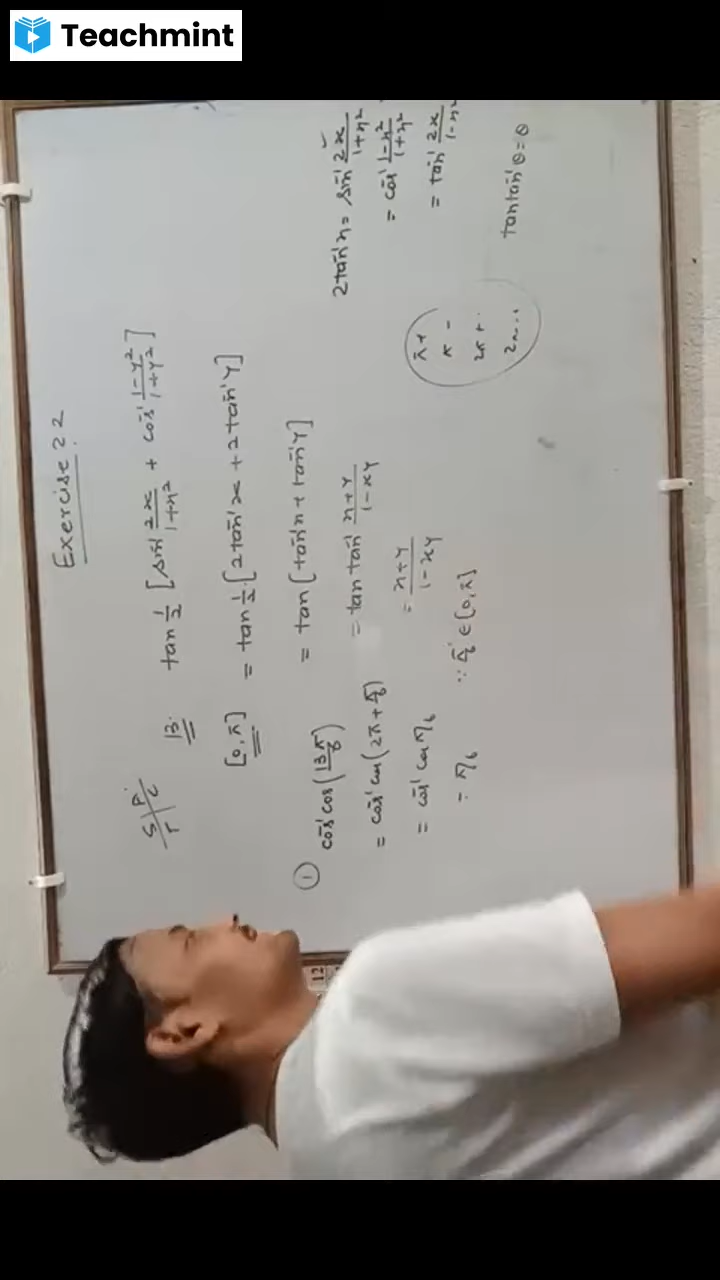 Teachmint
Exercise 2.2
13. tan 1/2 [sin⁻¹ 2x/1+x² + cos⁻¹ 1-y²/1+y²]
= tan 1/2 [2tan⁻¹x + 2tan⁻¹y]
= tan [tan⁻¹x + tan⁻¹y]
= tan tan⁻¹ x+y/1-xy
= x+y/1-xy
2tan⁻¹x = sin⁻¹ 2x/1+x²
= cos⁻¹ 1-x²/1+x²
= tan⁻¹ 2x/1-x²
tan tan⁻¹ θ = θ
π+
π -
2π+.
[0,π]
① cos⁻¹ cos(13π/6)
= cos⁻¹ cos(2π+π/6)
= cos⁻¹ cos π/6
= π/6 ∵ π/6 ∈ [0,π]
12